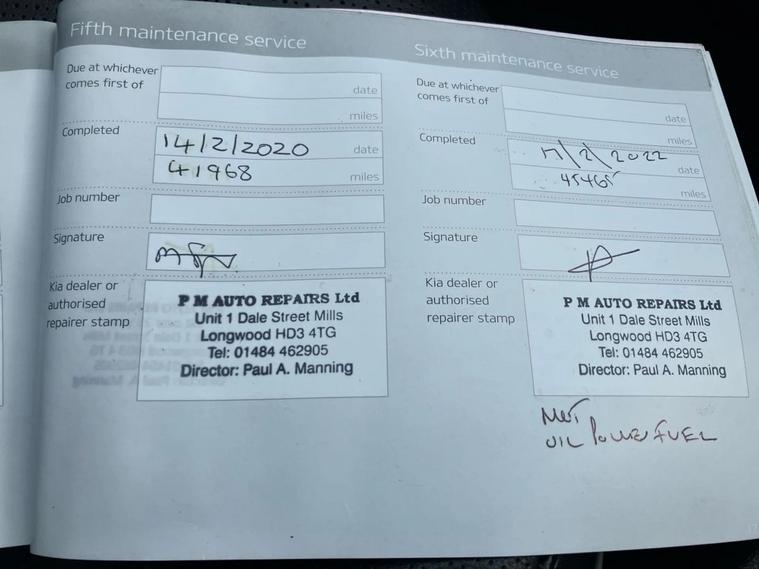 Fifth maintenance service
Due at whichever
comes first of
date
miles
Completed
14/2/2020 date
41968 miles
Job number
Signature
Kia dealer or
authorised
repairer stamp
P M AUTO REPAIRS Ltd
Unit 1 Dale Street Mills
Longwood HD3 4TG
Tel: 01484 462905
Director: Paul A. Manning
Sixth maintenance service
Due at whichever
comes first of
date
miles
Completed
/2/2022 date
45465 miles
Job number
Signature
Kia dealer or
authorised
repairer stamp
P M AUTO REPAIRS Ltd
Unit 1 Dale Street Mills
Longwood HD3 4TG
Tel: 01484 462905
Director: Paul A. Manning
OIL FUEL